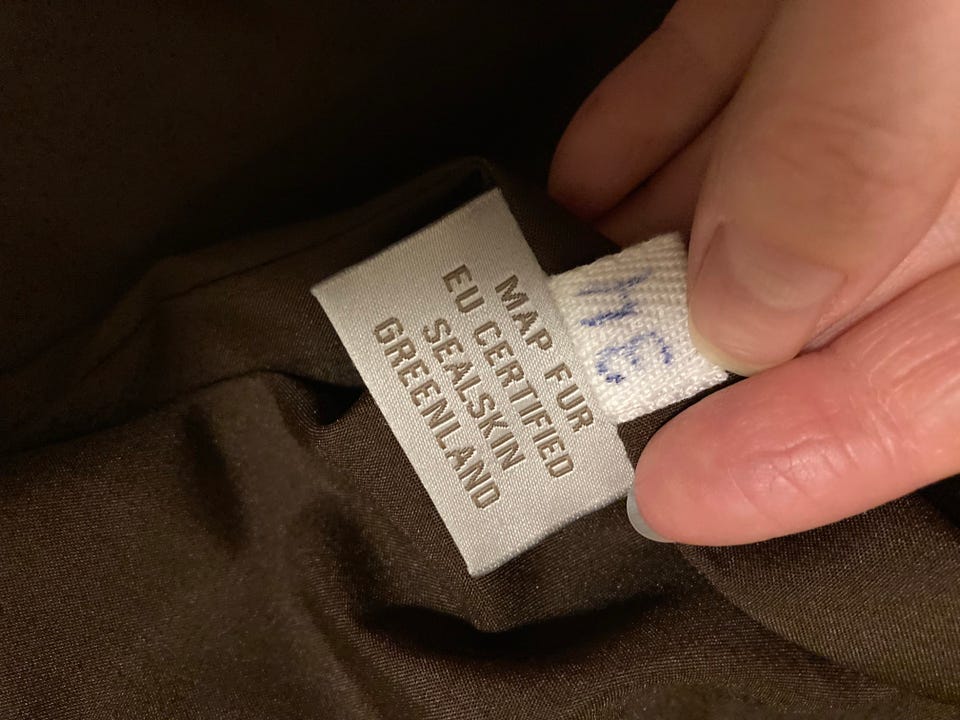 MAP FUR
EU CERTIFIED
SEALSKIN
GREENLAND